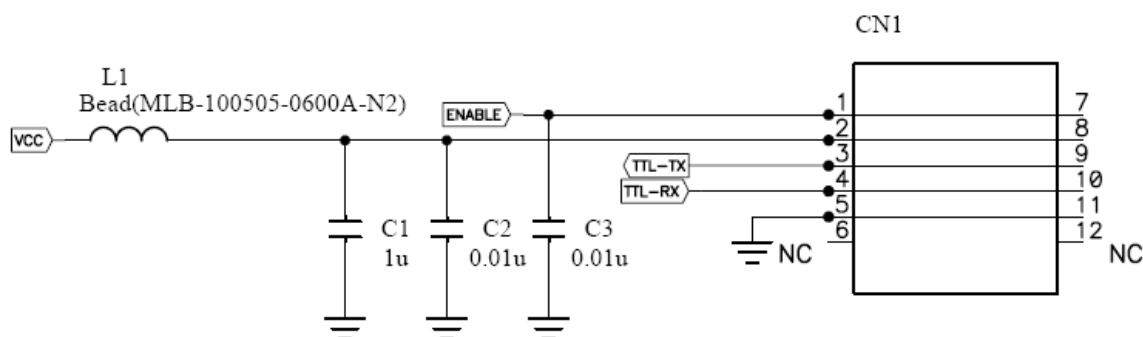 CN1
L1
Bead(MLB-100505-0600A-N2)
ENABLE
1
7
VCC
2
8
TTL-TX
3
9
TTL-RX
4
10
5
11
NC
6
12
NC
C1
1u
C2
0.01u
C3
0.01u